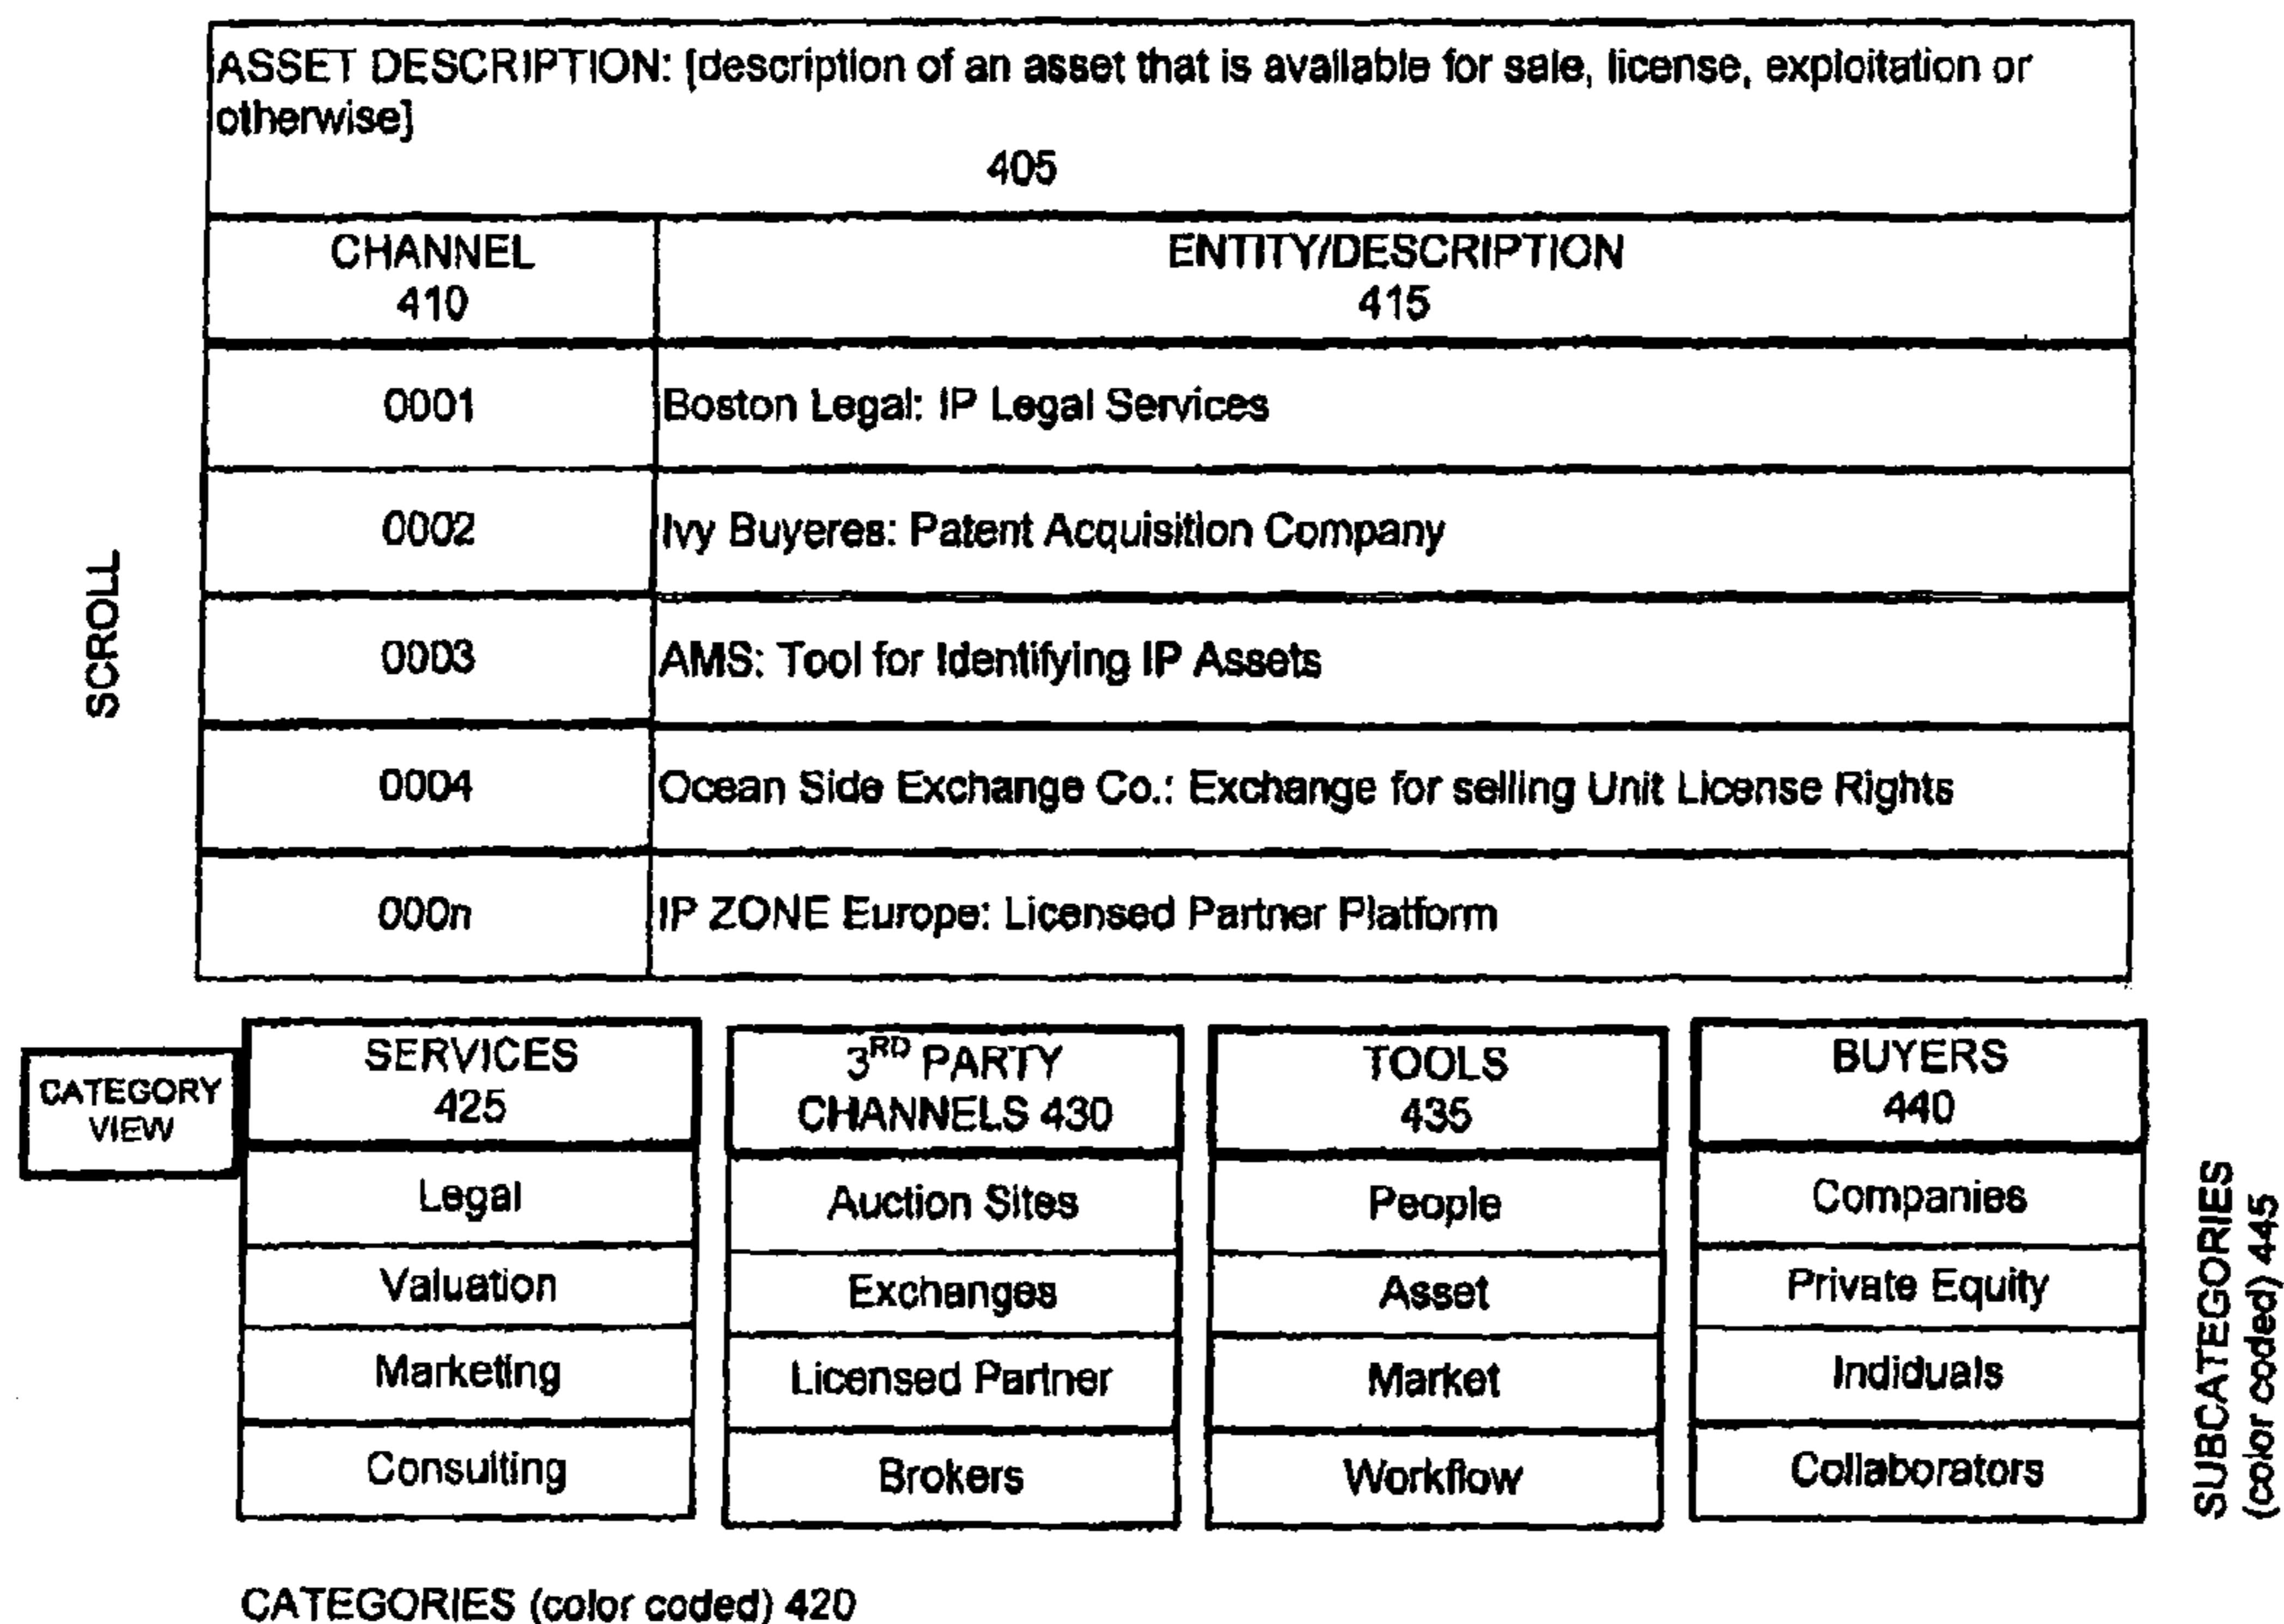 ASSET DESCRIPTION: [description of an asset that is available for sale, license, exploitation or
otherwise]
405
CHANNEL
410
ENTITY/DESCRIPTION
415
0001
Boston Legal: IP Legal Services
0002
Ivy Buyeres: Patent Acquisition Company
0003
AMS: Tool for Identifying IP Assets
0004
Ocean Side Exchange Co.: Exchange for selling Unit License Rights
000n
IP ZONE Europe: Licensed Partner Platform
SCROLL
CATEGORY
VIEW
SERVICES
425
Legal
Valuation
Marketing
Consulting
3RD PARTY
CHANNELS 430
Auction Sites
Exchanges
Licensed Partner
Brokers
TOOLS
435
People
Asset
Market
Workflow
BUYERS
440
Companies
Private Equity
Indiduals
Collaborators
SUBCATEGORIES
(color coded) 445
CATEGORIES (color coded) 420